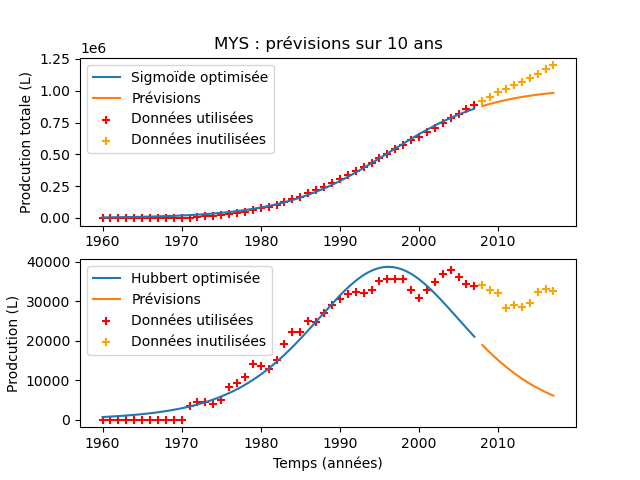 MYS : prévisions sur 10 ans
1e6
1.25
1.00
0.75
0.50
0.25
0.00
Prodcution totale (L)
Sigmoïde optimisée
Prévisions
Données utilisées
Données inutilisées
1960 1970 1980 1990 2000 2010
40000
30000
20000
10000
0
Prodcution (L)
Hubbert optimisée
Prévisions
Données utilisées
Données inutilisées
1960 1970 1980 1990 2000 2010
Temps (années)